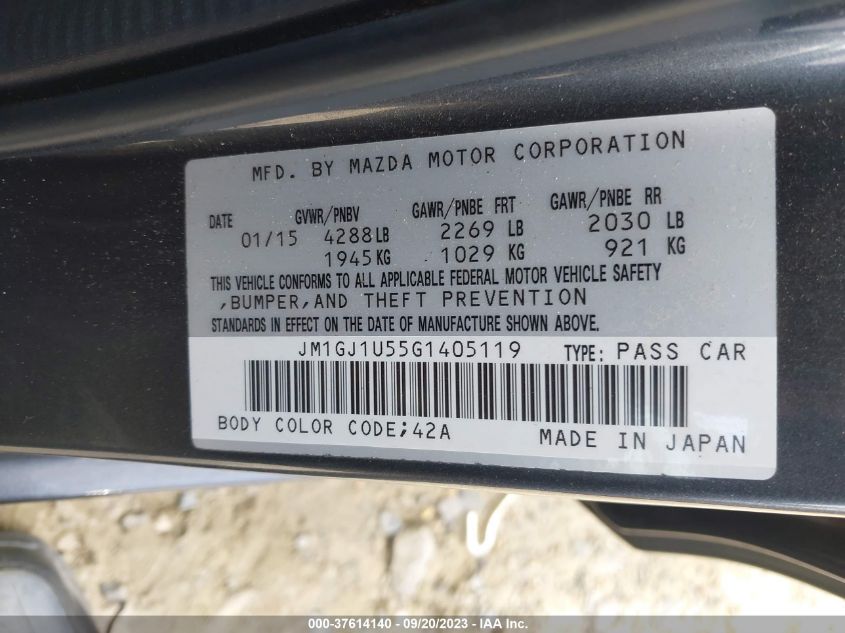 MFD. BY MAZDA MOTOR CORPORATION
DATE GVWR/PNBV GAWR/PNBE FRT GAWR/PNBE RR
01/15 4288LB 2269 LB 2030 LB
1945KG 1029 KG 921 KG
THIS VEHICLE CONFORMS TO ALL APPLICABLE FEDERAL MOTOR VEHICLE SAFETY
,BUMPER,AND THEFT PREVENTION
STANDARDS IN EFFECT ON THE DATE OF MANUFACTURE SHOWN ABOVE.
JM1GJ1U55G1405119 TYPE: PASS CAR
BODY COLOR CODE;42A MADE IN JAPAN
000-37614140 - 09/20/2023 - IAA Inc.